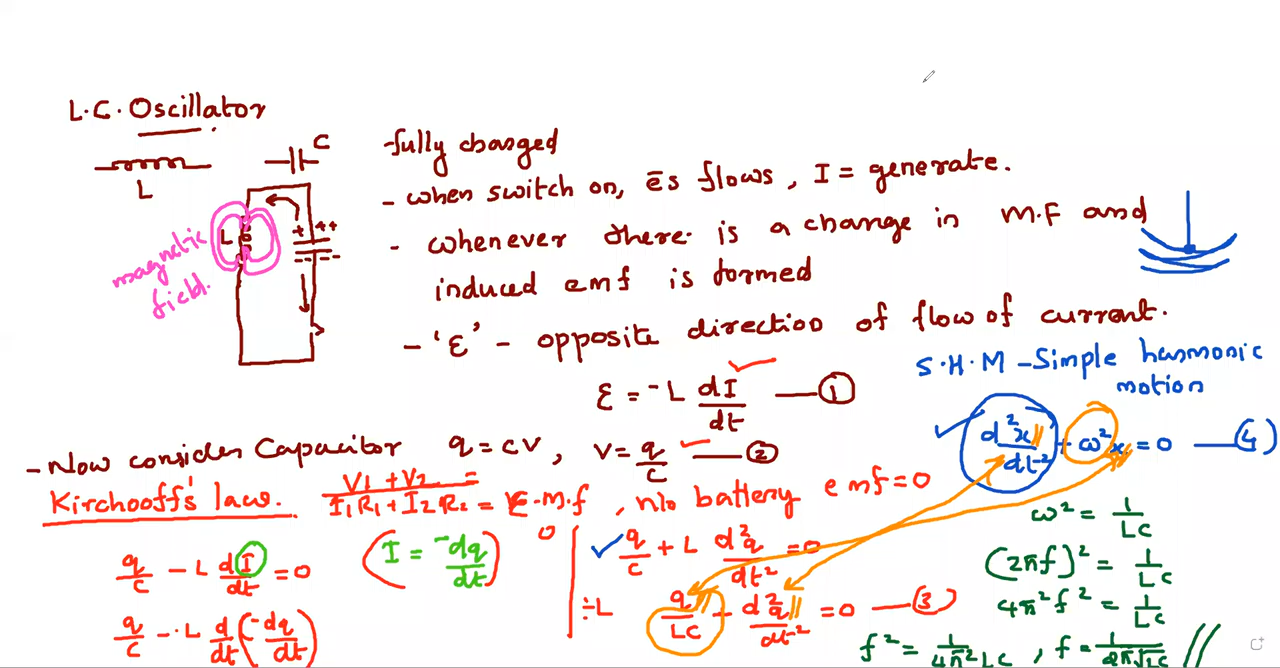 L.C. Oscillator
C
L
L
+ + +
- - - -
magnetic
field.
-fully charged
- when switch on, ēs flows, I = generate.
- whenever there is a change in M.F and
induced emf is formed
- 'ε' - opposite direction of flow of current.
ε = -L dI/dt —— ①
S.H.M - Simple harmonic
motion
d²x/dt² + ω²x = 0 —— ④
- Now consider Capacitor q = cv, v = q/c —— ②
Kirchooff's law. V1 + V2 =
I1R1 + I2R2 = E.M.f, n/o battery emf = 0
0
q/c - L dI/dt = 0
(I = -dq/dt)
q/c + L d²q/dt² = 0
q/c - L d/dt (-dq/dt)
÷L q/LC + d²q/dt² = 0 —— ③
ω² = 1/LC
(2πf)² = 1/LC
4π²f² = 1/LC
f² = 1/4π²LC, f = 1/2π√LC //